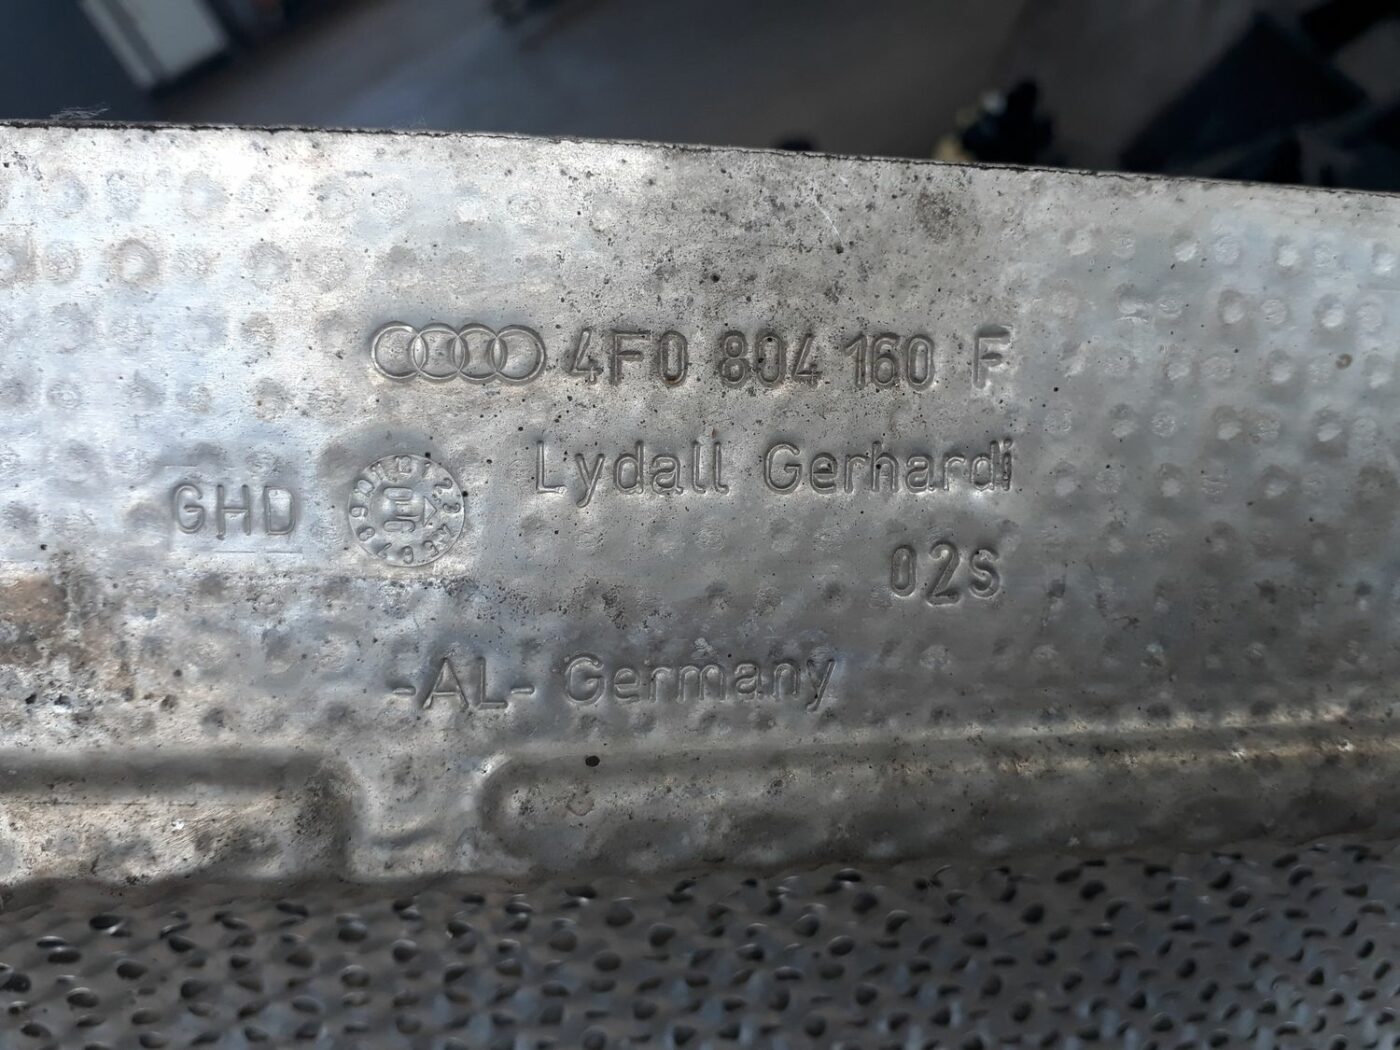 4F0 804 160 F
Lydall Gerhardi
GHD
02S
-AL- Germany